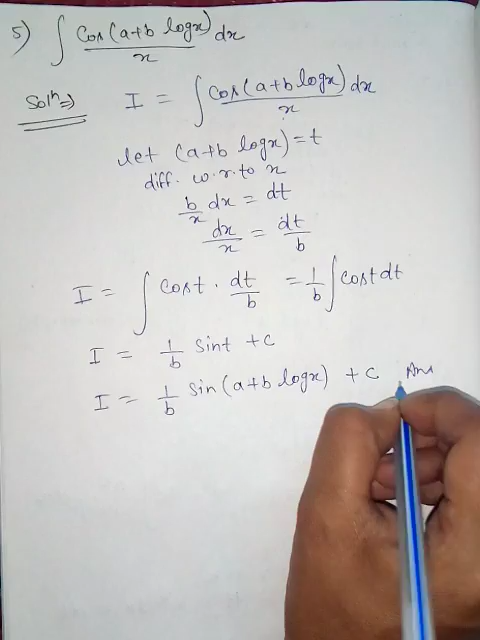 5) ∫ Cos(a+b logx)/x dx
Soln⇒ I = ∫ Cos(a+b logx)/x dx
let (a+b logx)=t
diff. w.r.to x
b/x dx = dt
dx/x = dt/b
I = ∫ Cost . dt/b = 1/b ∫ Cost dt
I = 1/b Sint +C
I = 1/b Sin(a+b logx) +C Ans